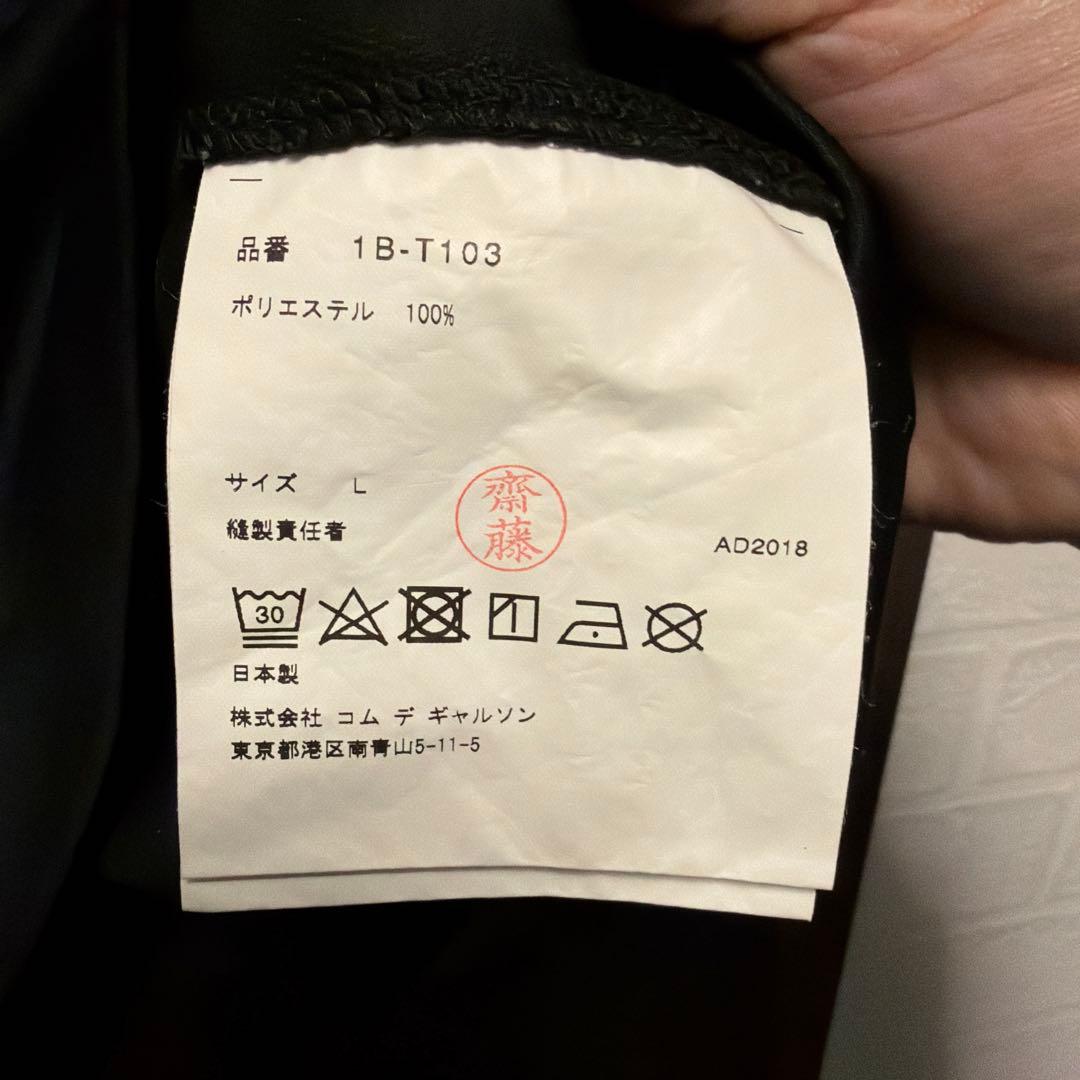 品番 1B-T103
ポリエステル 100%
サイズ L
縫製責任者 齋藤
AD2018
30
日本製
株式会社 コム デ ギャルソン
東京都港区南青山5-11-5